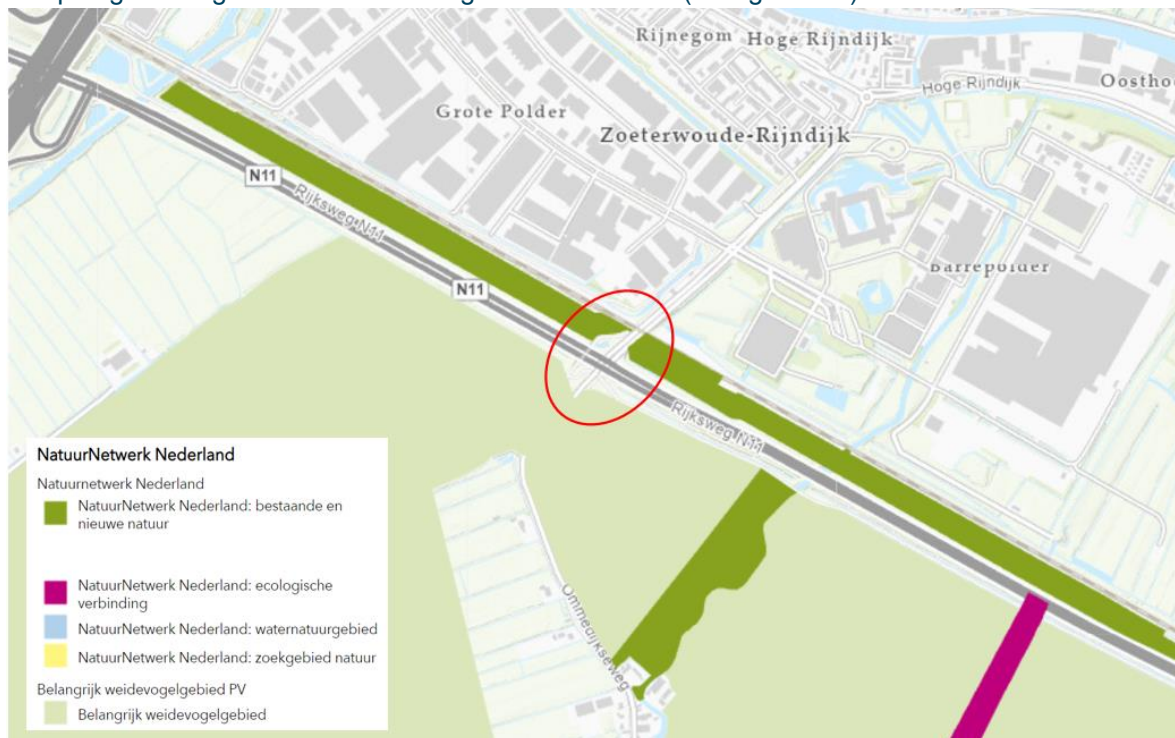 Rijnegom
Hoge Rijndijk
Hoge Rijndijk
Grote Polder
Zoeterwoude-Rijndijk
N11
Rijksweg N11
N11
Barrepolder
Rijksweg N11
Ommedijkseweg
NatuurNetwerk Nederland
Natuurnetwerk Nederland
NatuurNetwerk Nederland: bestaande en
nieuwe natuur
NatuurNetwerk Nederland: ecologische
verbinding
NatuurNetwerk Nederland: waternatuurgebied
NatuurNetwerk Nederland: zoekgebied natuur
Belangrijk weidevogelgebied PV
Belangrijk weidevogelgebied